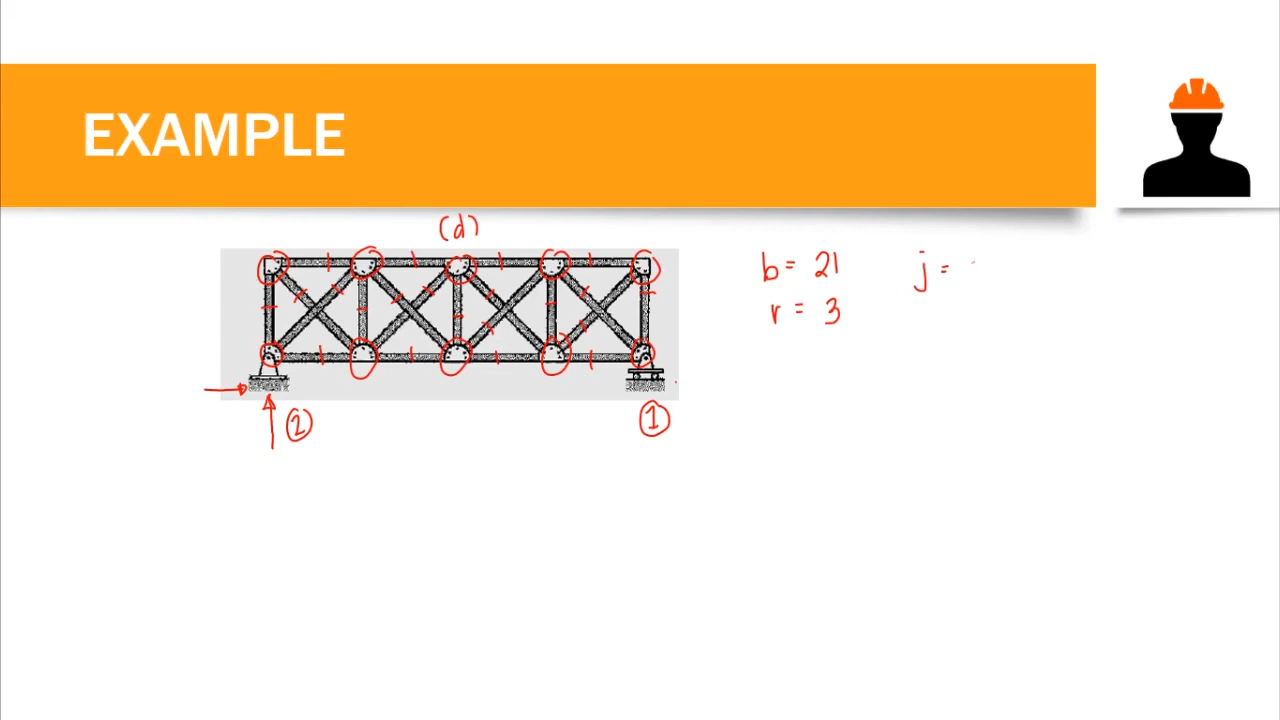 EXAMPLE
(d)
b = 21 j =
r = 3
2
1